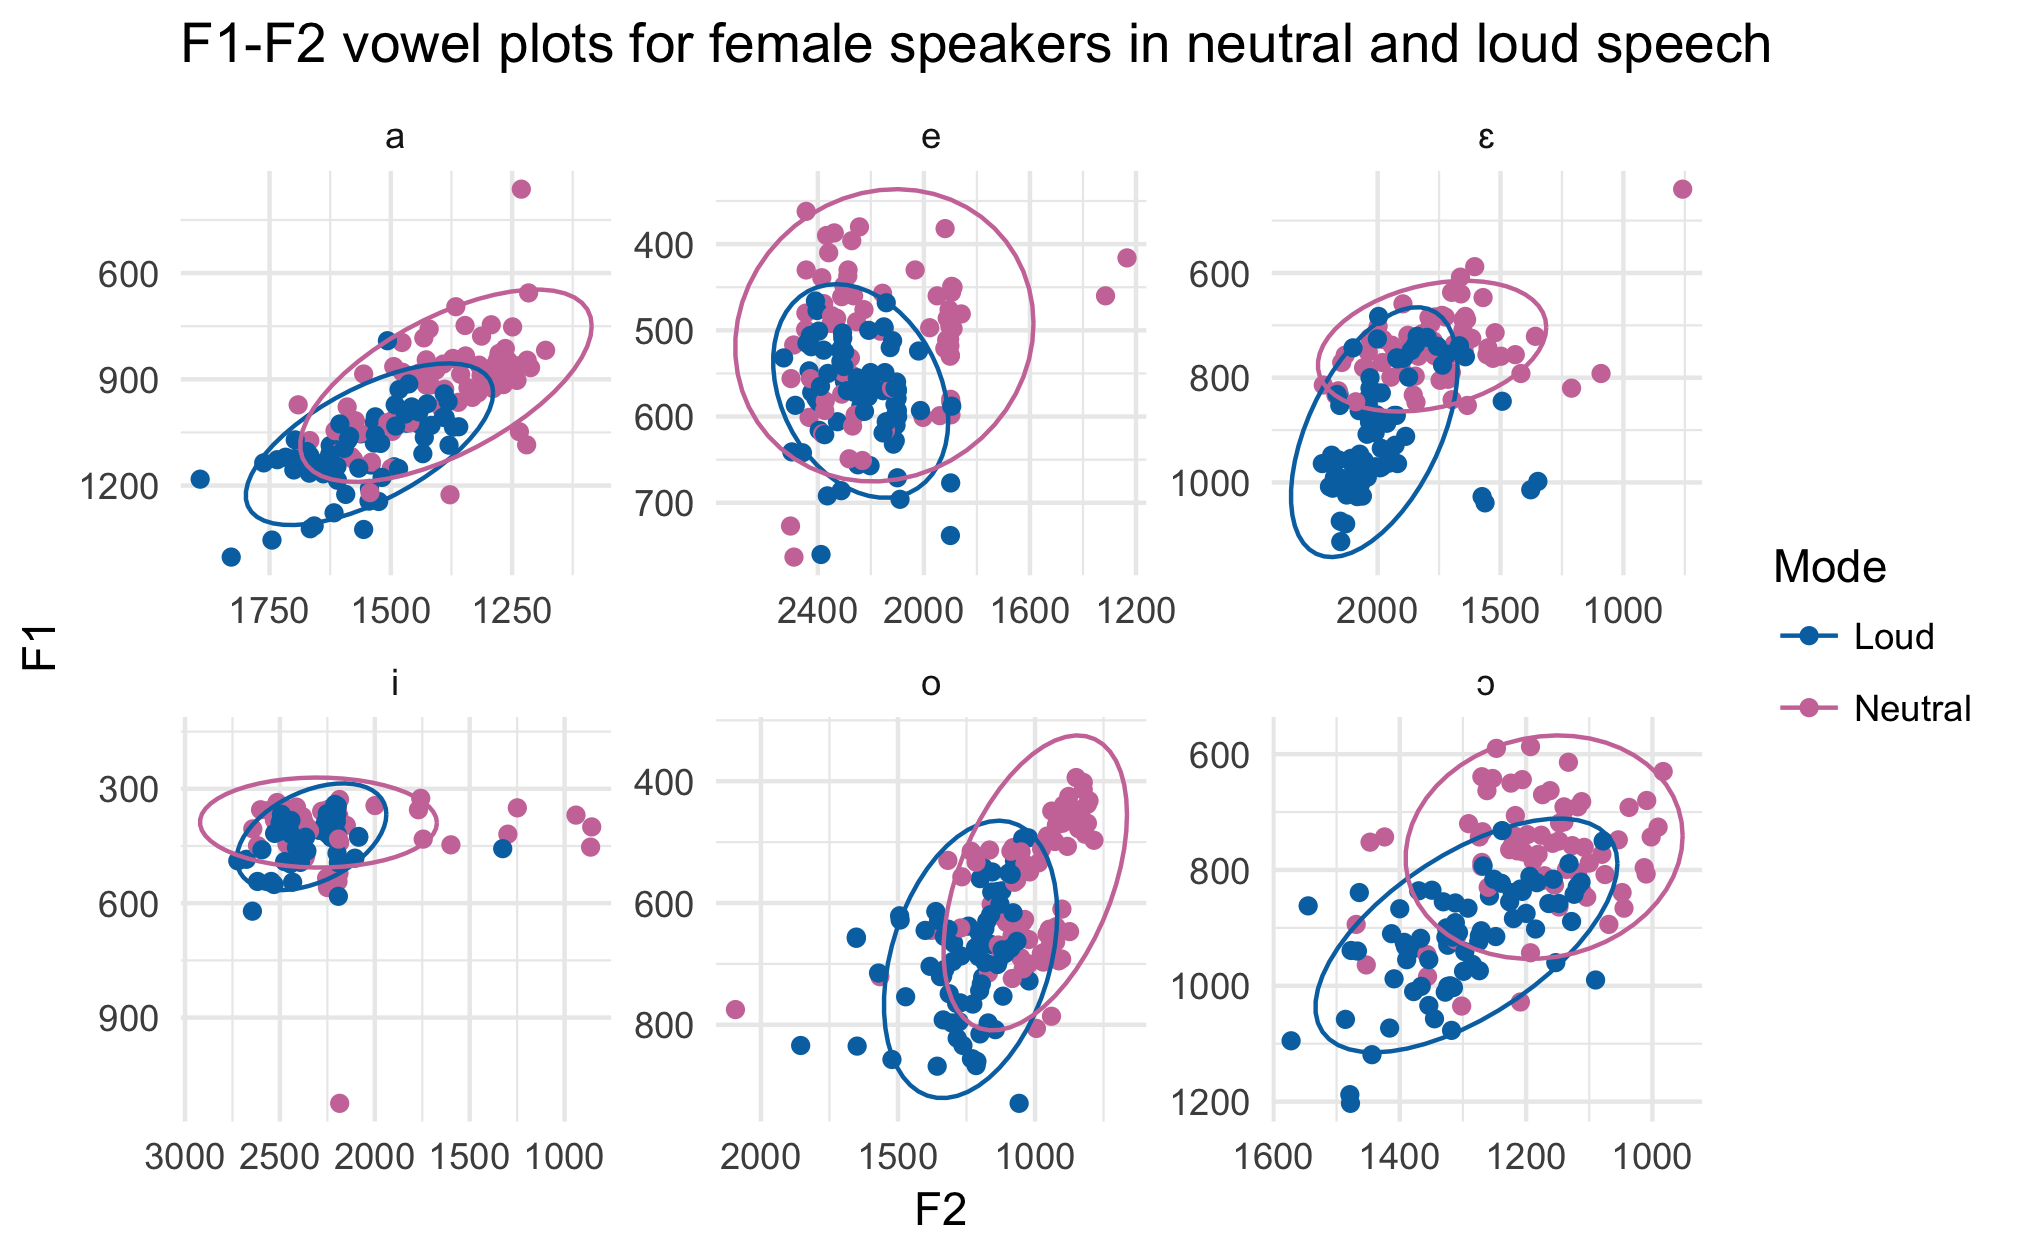 F1-F2 vowel plots for female speakers in neutral and loud speech
a
e
ɛ
600
900
1200
400
500
600
700
600
800
1000
1750 1500 1250
2400 2000 1600 1200
2000 1500 1000
i
o
ɔ
300
600
900
400
600
800
600
800
1000
1200
3000 2500 2000 1500 1000
2000 1500 1000
1600 1400 1200 1000
F1
F2
Mode
Loud
Neutral